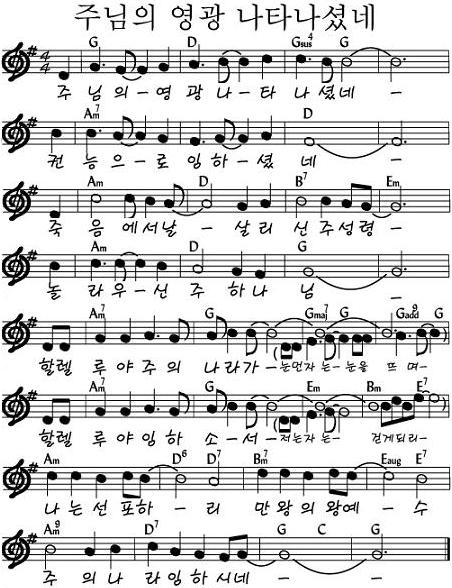 주님의 영광 나타나셨네
G D Gsus4 G
주 님 의 - 영 광 나 - 타 나 셨네 -
Am7 D
권 능 으 - 로 임 하 - 셨 네 -
Am D B7 Em
죽 음 에서날 - 살 리 신 주성령 -
Am D G
놀 라 우 - 신 주 하 나 님 -
Am7 G Gmaj7 G Gadd9 G
할렐 루 야 주 의 나 라 가 - 눈먼자 는 - 눈을 뜨 며 -
Am7 G Em Bm E7
할렐 루 야 임 하 소 - 서 - 저는자 는 - 걷게되리 -
Am D6 D7 Bm7 Eaug E7
나 는 선 포하 - 리 만 왕 의 왕예 - 수
Am9 D7 G C G
주 의 나 라 임 하 시네 - -